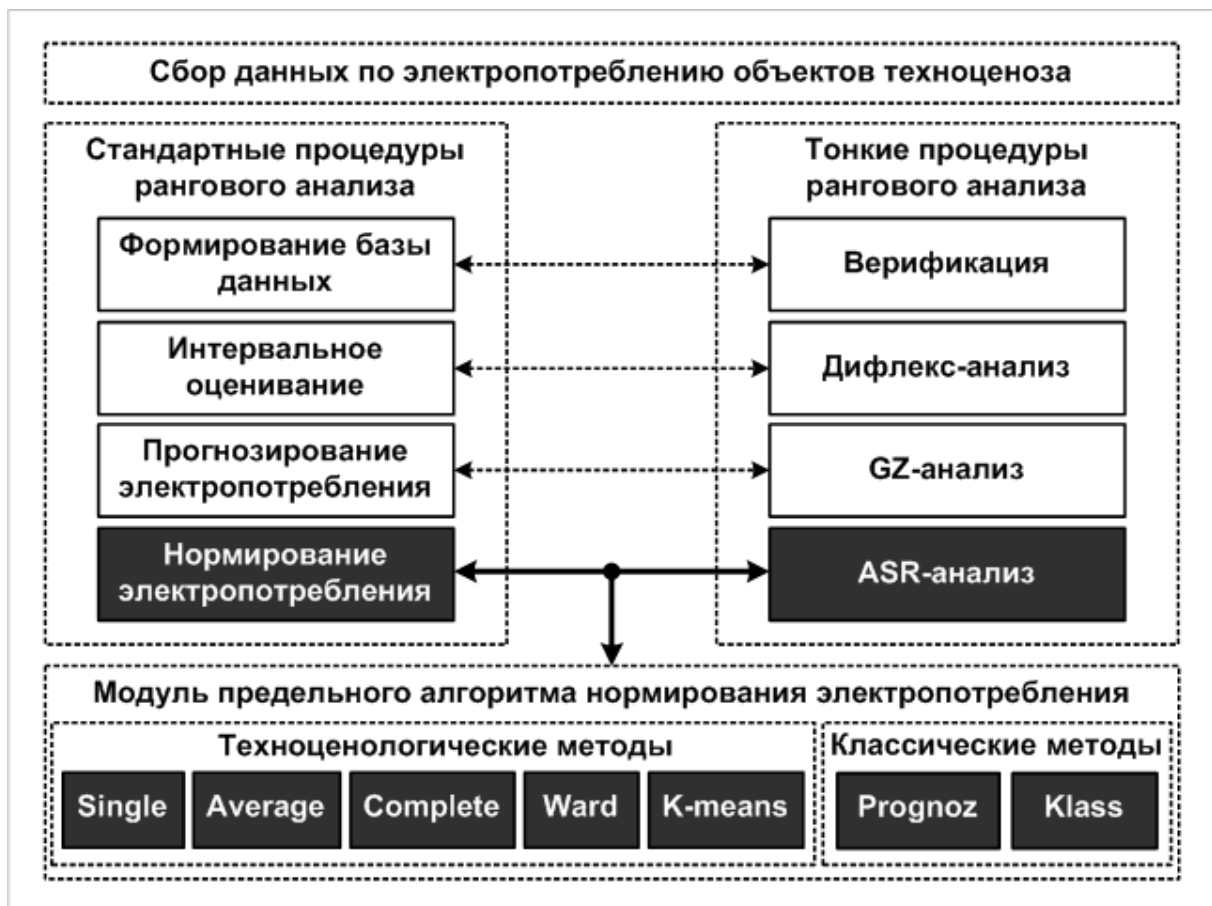 Сбор данных по электропотреблению объектов техноценоза
Стандартные процедуры
рангового анализа
Формирование базы
данных
Интервальное
оценивание
Прогнозирование
электропотребления
Нормирование
электропотребления
Тонкие процедуры
рангового анализа
Верификация
Дифлекс-анализ
GZ-анализ
ASR-анализ
Модуль предельного алгоритма нормирования электропотребления
Техноценологические методы
Single
Average
Complete
Ward
K-means
Классические методы
Prognoz
Klass